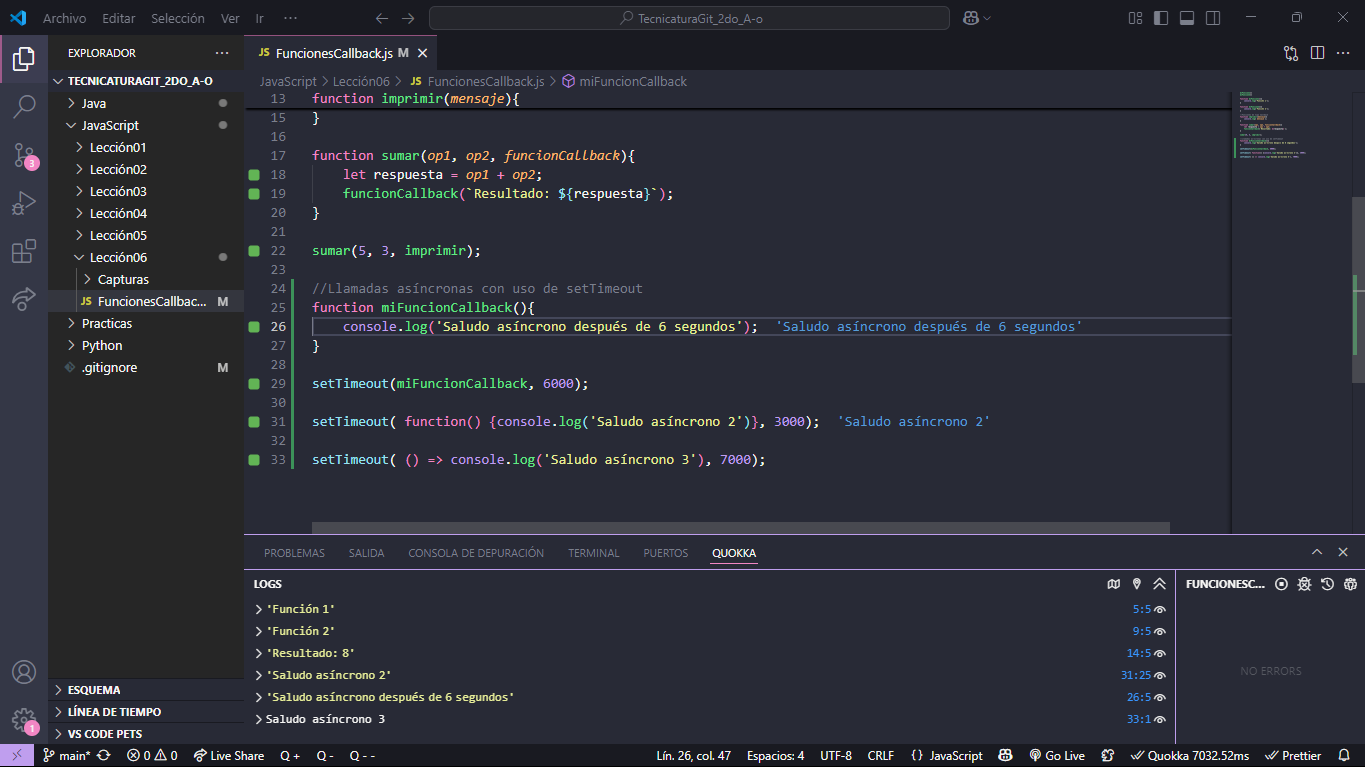 Archivo Editar Selección Ver Ir ··· TecnicaturaGit_2do_A-o
EXPLORADOR ···
TECNICATURAGIT_2DO_A-O
Java
JavaScript
Lección01
Lección02
Lección03
Lección04
Lección05
Lección06
Capturas
JS FuncionesCallbac... M
Practicas
Python
.gitignore M
ESQUEMA
LÍNEA DE TIEMPO
VS CODE PETS
3
1
JS FuncionesCallback.js M
JavaScript > Lección06 > JS FuncionesCallback.js > miFuncionCallback
13 function imprimir(mensaje){
15 }
16
17 function sumar(op1, op2, funcionCallback){
18 let respuesta = op1 + op2;
19 funcionCallback(`Resultado: ${respuesta}`);
20 }
21
22 sumar(5, 3, imprimir);
23
24 //Llamadas asíncronas con uso de setTimeout
25 function miFuncionCallback(){
26 console.log('Saludo asíncrono después de 6 segundos'); 'Saludo asíncrono después de 6 segundos'
27 }
28
29 setTimeout(miFuncionCallback, 6000);
30
31 setTimeout( function() {console.log('Saludo asíncrono 2')}, 3000); 'Saludo asíncrono 2'
32
33 setTimeout( () => console.log('Saludo asíncrono 3'), 7000);
PROBLEMAS SALIDA CONSOLA DE DEPURACIÓN TERMINAL PUERTOS QUOKKA
LOGS
'Función 1' 5:5
'Función 2' 9:5
'Resultado: 8' 14:5
'Saludo asíncrono 2' 31:25
'Saludo asíncrono después de 6 segundos' 26:5
Saludo asíncrono 3 33:1
FUNCIONESC...
NO ERRORS
main* 0 0 Live Share Q + Q - Q - - Lín. 26, col. 47 Espacios: 4 UTF-8 CRLF {} JavaScript Go Live Quokka 7032.52ms Prettier